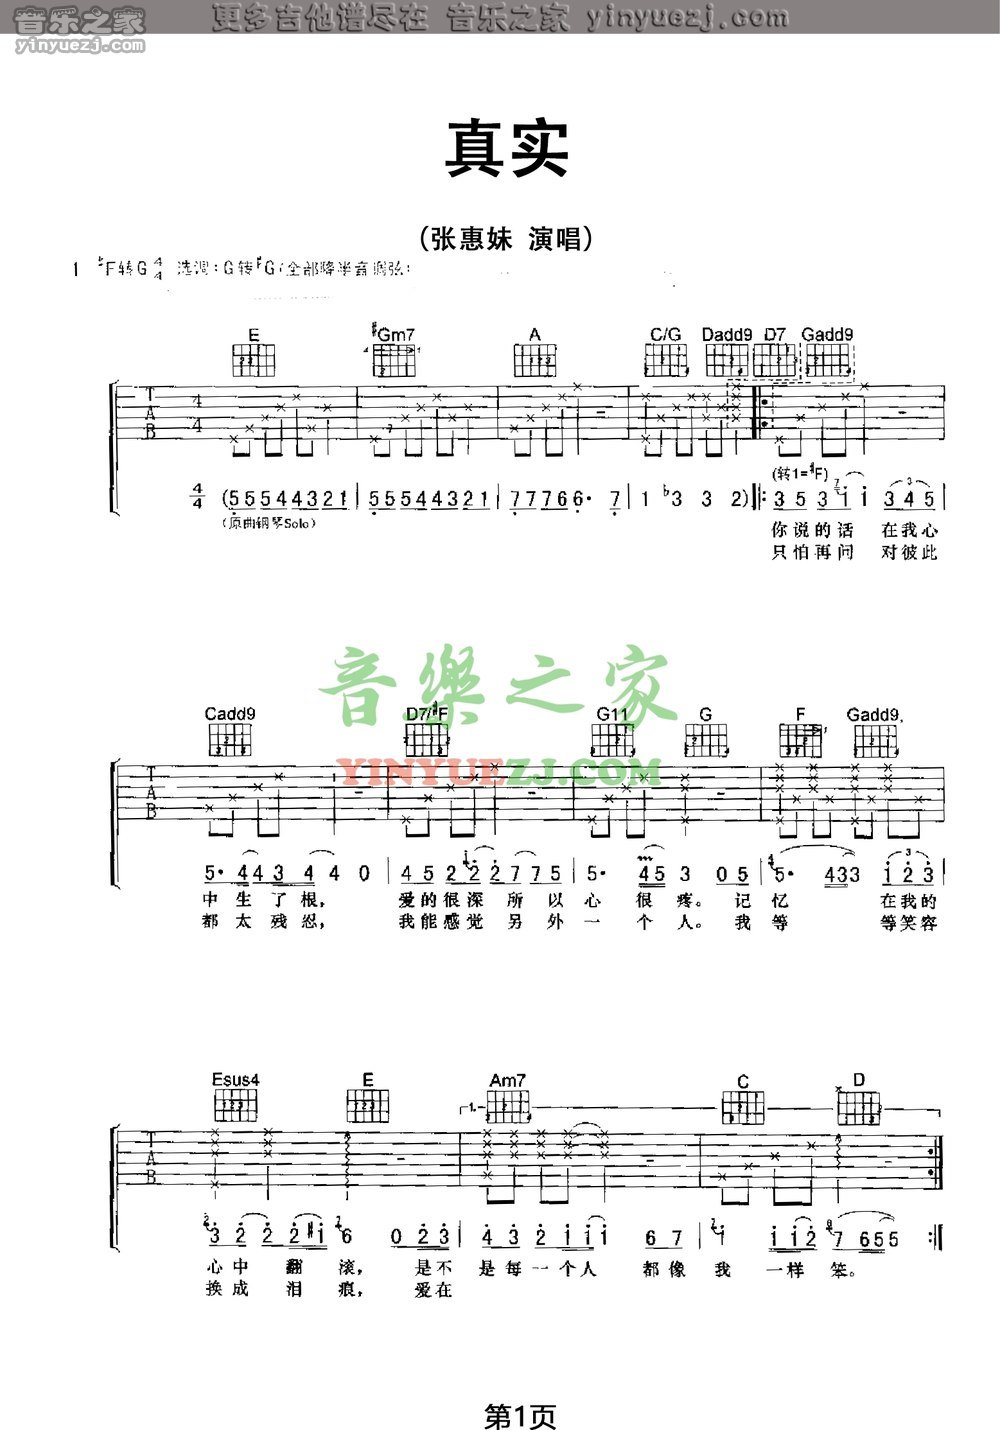 音乐之家
yinyuezj.com
更多吉他谱尽在 音乐之家 yinyuezj.com
真实
(张惠妹 演唱)
1 #F转G 4/4 选调:G转#G(全部降半音调弦)
E #Gm7 A C/G Dadd9 D7 Gadd9
T A B 4/4
(转1=#F)
4/4 (5 5 5 4 4 3 2 1 | 5 5 5 4 4 3 2 1 | 7 7 7 6 6· 7 | 1 b3 3 2) ‖: 3 5 3 1 1 3 4 5
(原曲钢琴Solo)
你说的话 在我心
只怕再问 对彼此
音樂之家
YINYUEZJ.COM
Cadd9 D7/#F G11 G F Gadd9
T A B
5· 4 4 3 4 4 0 | 4 5 2 2 2 7 7 5 | 5· 4 5 3 0 5 | 5· 4 3 3 1 2 3
中生了根, 爱的很深所以心很疼。记忆 在我的
都太残忍, 我能感觉另外一个人。我等 等笑容
Esus4 E 1. Am7 C D
T A B
3 2 2 2 #1 6 0 2 3 | 2 2 2 1 1 1 6 7 | 1 1 1 2 7 6 5 5 :‖
心中翻滚, 是不是每一个人 都像我一样笨。
换成泪痕, 爱在
第1页